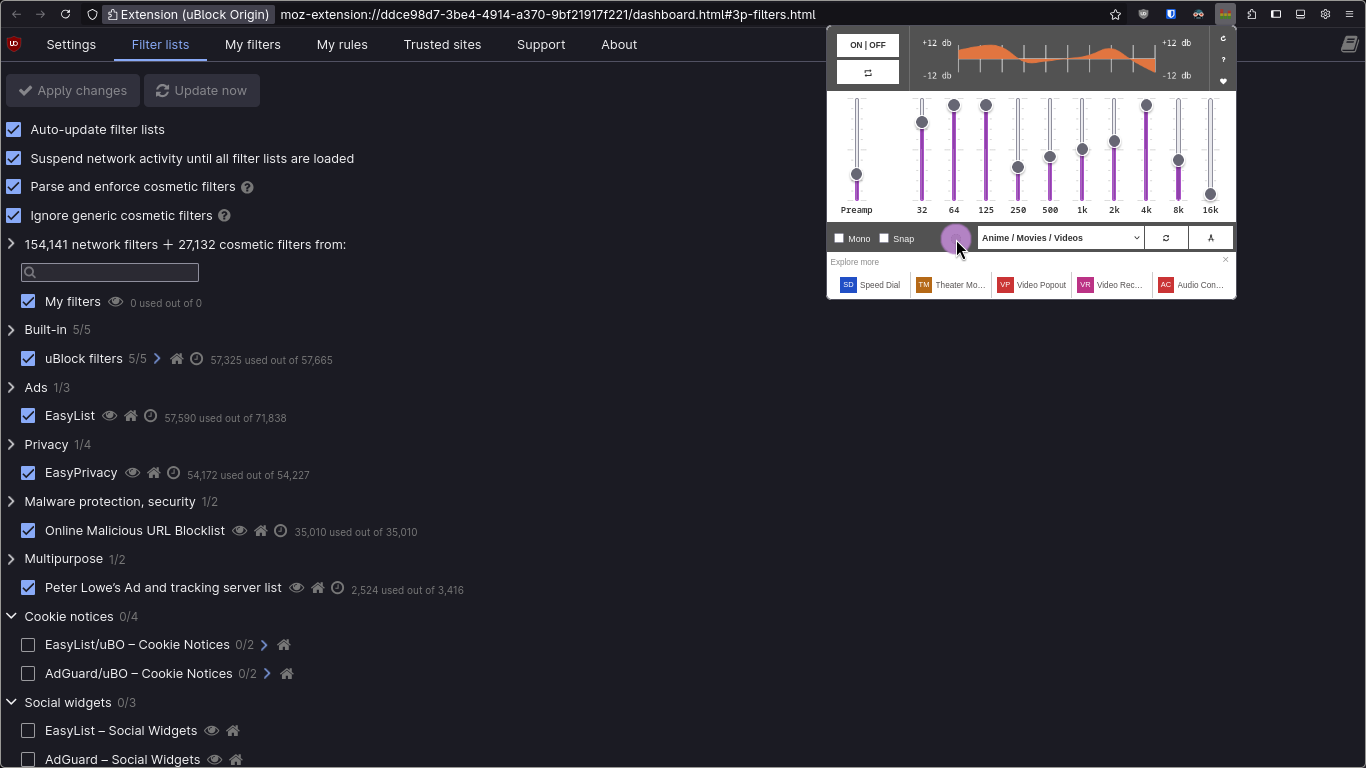 Extension (uBlock Origin) moz-extension://ddce98d7-3be4-4914-a370-9bf21917f221/dashboard.html#3p-filters.html
Settings Filter lists My filters My rules Trusted sites Support About
Apply changes Update now
Auto-update filter lists
Suspend network activity until all filter lists are loaded
Parse and enforce cosmetic filters
Ignore generic cosmetic filters
154,141 network filters + 27,132 cosmetic filters from:
My filters 0 used out of 0
Built-in 5/5
uBlock filters 5/5 57,325 used out of 57,665
Ads 1/3
EasyList 57,590 used out of 71,838
Privacy 1/4
EasyPrivacy 54,172 used out of 54,227
Malware protection, security 1/2
Online Malicious URL Blocklist 35,010 used out of 35,010
Multipurpose 1/2
Peter Lowe’s Ad and tracking server list 2,524 used out of 3,416
Cookie notices 0/4
EasyList/uBO – Cookie Notices 0/2
AdGuard/uBO – Cookie Notices 0/2
Social widgets 0/3
EasyList – Social Widgets
AdGuard – Social Widgets
ON | OFF
+12 db +12 db
-12 db -12 db
Preamp 32 64 125 250 500 1k 2k 4k 8k 16k
Mono Snap Anime / Movies / Videos
Explore more
SD Speed Dial TM Theater Mo... VP Video Popout VR Video Rec... AC Audio Con...